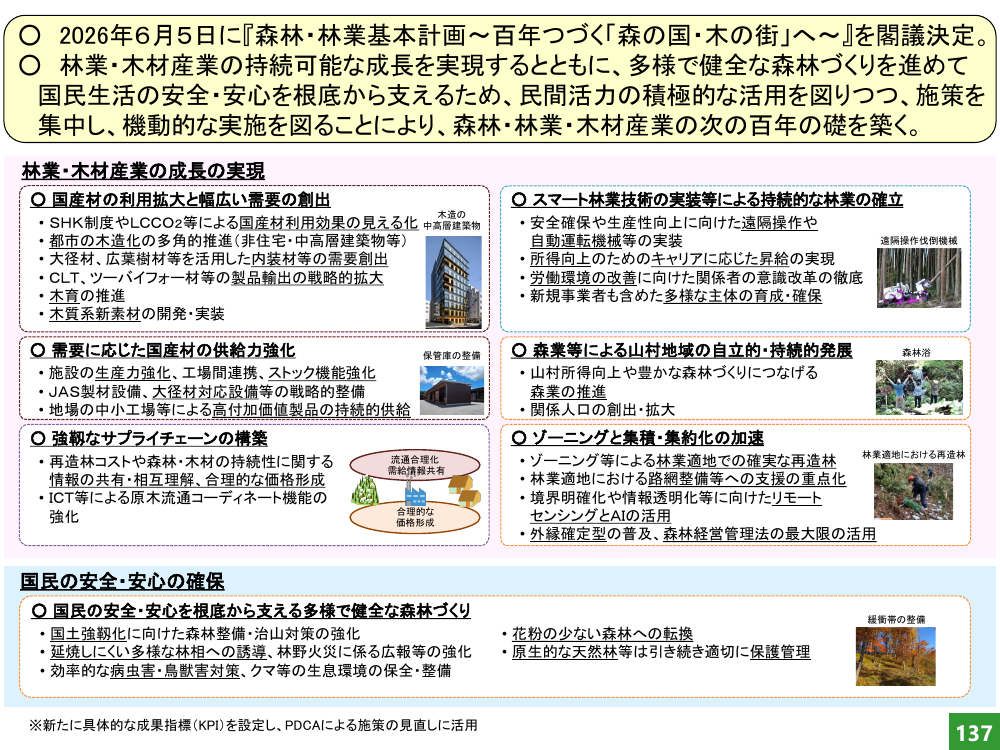 ○ 2026年6月5日に『森林・林業基本計画～百年つづく「森の国・木の街」へ～』を閣議決定。
○ 林業・木材産業の持続可能な成長を実現するとともに、多様で健全な森林づくりを進めて
国民生活の安全・安心を根底から支えるため、民間活力の積極的な活用を図りつつ、施策を
集中し、機動的な実施を図ることにより、森林・林業・木材産業の次の百年の礎を築く。
林業・木材産業の成長の実現
○ 国産材の利用拡大と幅広い需要の創出
・SHK制度やLCCO2等による国産材利用効果の見える化
・都市の木造化の多角的推進（非住宅・中高層建築物等）
・大径材、広葉樹材等を活用した内装材等の需要創出
・CLT、ツーバイフォー材等の製品輸出の戦略的拡大
・木育の推進
・木質系新素材の開発・実装
木造の
中高層建築物
○ 需要に応じた国産材の供給力強化
・施設の生産力強化、工場間連携、ストック機能強化
・JAS製材設備、大径材対応設備等の戦略的整備
・地場の中小工場等による高付加価値製品の持続的供給
保管庫の整備
○ 強靱なサプライチェーンの構築
・再造林コストや森林・木材の持続性に関する
情報の共有・相互理解、合理的な価格形成
・ICT等による原木流通コーディネート機能の
強化
流通合理化
需給情報共有
合理的な
価格形成
○ スマート林業技術の実装等による持続的な林業の確立
・安全確保や生産性向上に向けた遠隔操作や
自動運転機械等の実装
・所得向上のためのキャリアに応じた昇給の実現
・労働環境の改善に向けた関係者の意識改革の徹底
・新規事業者も含めた多様な主体の育成・確保
遠隔操作伐倒機械
○ 森業等による山村地域の自立的・持続的発展
・山村所得向上や豊かな森林づくりにつなげる
森業の推進
・関係人口の創出・拡大
森林浴
○ ゾーニングと集積・集約化の加速
・ゾーニング等による林業適地での確実な再造林
・林業適地における路網整備等への支援の重点化
・境界明確化や情報透明化等に向けたリモート
センシングとAIの活用
・外縁確定型の普及、森林経営管理法の最大限の活用
林業適地における再造林
国民の安全・安心の確保
○ 国民の安全・安心を根底から支える多様で健全な森林づくり
・国土強靱化に向けた森林整備・治山対策の強化
・延焼しにくい多様な林相への誘導、林野火災に係る広報等の強化
・効率的な病虫害・鳥獣害対策、クマ等の生息環境の保全・整備
・花粉の少ない森林への転換
・原生的な天然林等は引き続き適切に保護管理
緩衝帯の整備
※新たに具体的な成果指標（KPI）を設定し、PDCAによる施策の見直しに活用
137